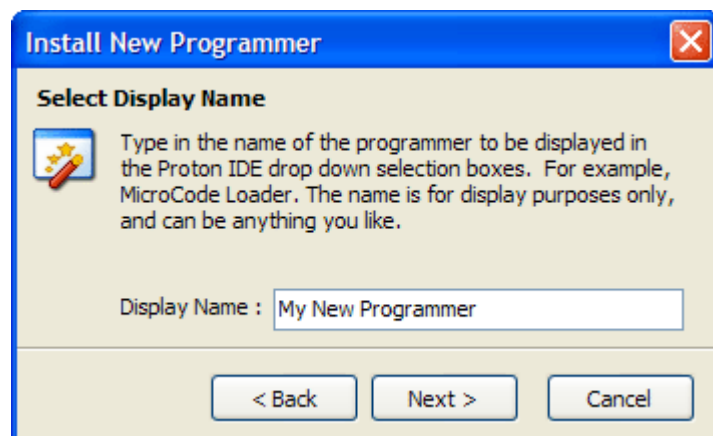 Install New Programmer
Select Display Name
Type in the name of the programmer to be displayed in
the Proton IDE drop down selection boxes.  For example,
MicroCode Loader. The name is for display purposes only,
and can be anything you like.
Display Name : My New Programmer
< Back Next > Cancel